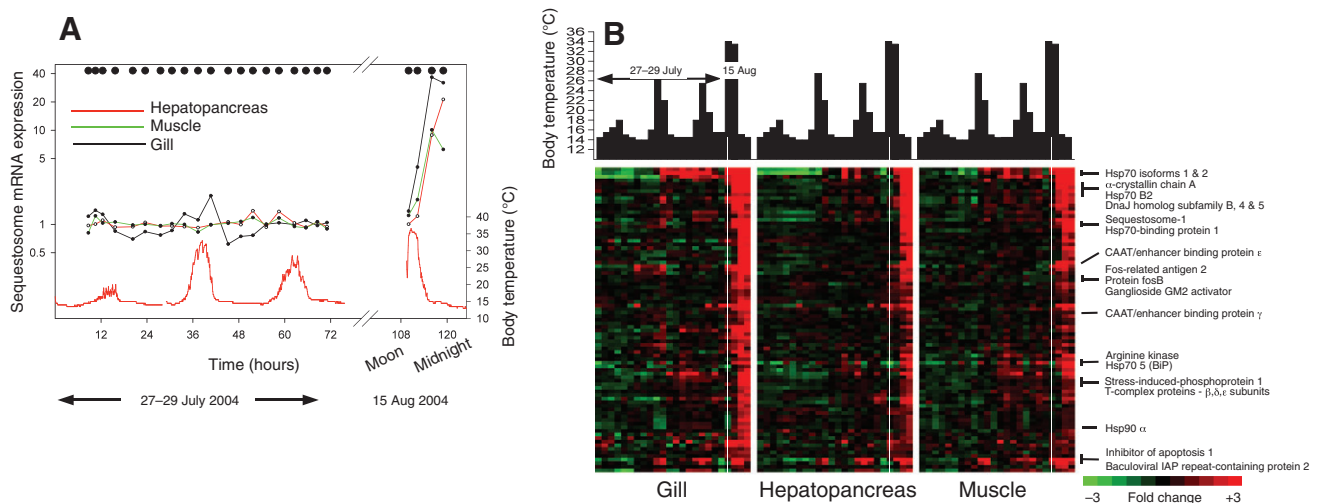 A
Sequestosome mRNA expression
40
20
10
5
1
0.5
Hepatopancreas
Muscle
Gill
40
35
30
25
20
15
10
Body temperature (°C)
12 24 36 48 60 72 108 120
Time (hours)
Moon
Midnight
27–29 July 2004
15 Aug 2004
B
Body temperature (°C)
36
34
32
30
28
26
24
22
20
18
16
14
12
27–29 July
15 Aug
Hsp70 isoforms 1 & 2
α-crystallin chain A
Hsp70 B2
DnaJ homolog subfamily B, 4 & 5
Sequestosome-1
Hsp70-binding protein 1
CAAT/enhancer binding protein ε
Fos-related antigen 2
Protein fosB
Ganglioside GM2 activator
CAAT/enhancer binding protein γ
Arginine kinase
Hsp70 5 (BiP)
Stress-induced-phosphoprotein 1
T-complex proteins - β,δ,ε subunits
Hsp90 α
Inhibitor of apoptosis 1
Baculoviral IAP repeat-containing protein 2
Gill
Hepatopancreas
Muscle
–3 Fold change +3